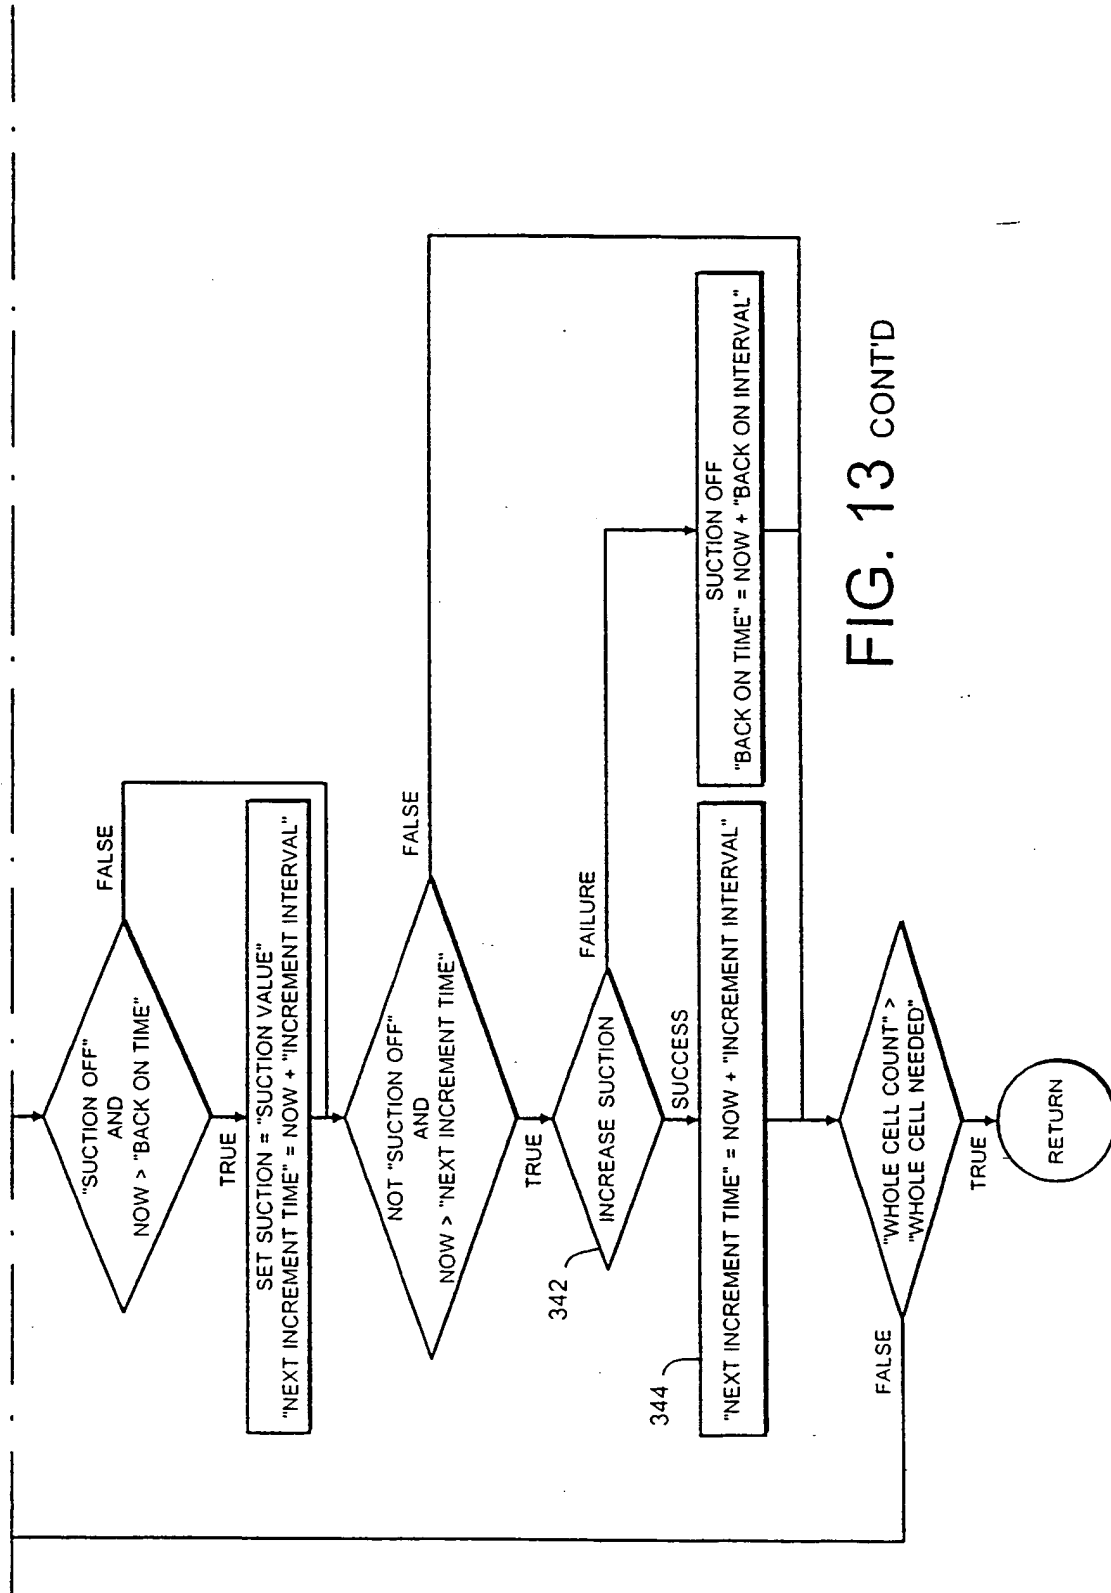 "SUCTION OFF"
AND
NOW > "BACK ON TIME"
FALSE
TRUE
SET SUCTION = "SUCTION VALUE"
"NEXT INCREMENT TIME" = NOW + "INCREMENT INTERVAL"
NOT "SUCTION OFF"
AND
NOW > "NEXT INCREMENT TIME"
FALSE
TRUE
342
INCREASE SUCTION
FAILURE
SUCCESS
344
"NEXT INCREMENT TIME" = NOW + "INCREMENT INTERVAL"
SUCTION OFF
"BACK ON TIME" = NOW + "BACK ON INTERVAL"
"WHOLE CELL COUNT" >
"WHOLE CELL NEEDED"
FALSE
TRUE
RETURN
FIG. 13 CONT'D